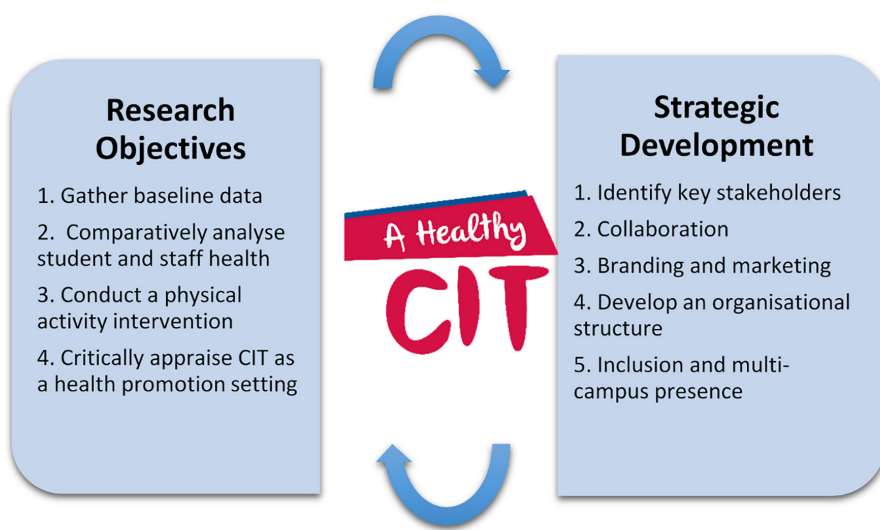 Research
Objectives
1. Gather baseline data
2. Comparatively analyse
student and staff health
3. Conduct a physical
activity intervention
4. Critically appraise CIT as
a health promotion setting
A Healthy
CIT
Strategic
Development
1. Identify key stakeholders
2. Collaboration
3. Branding and marketing
4. Develop an organisational
structure
5. Inclusion and multi-
campus presence